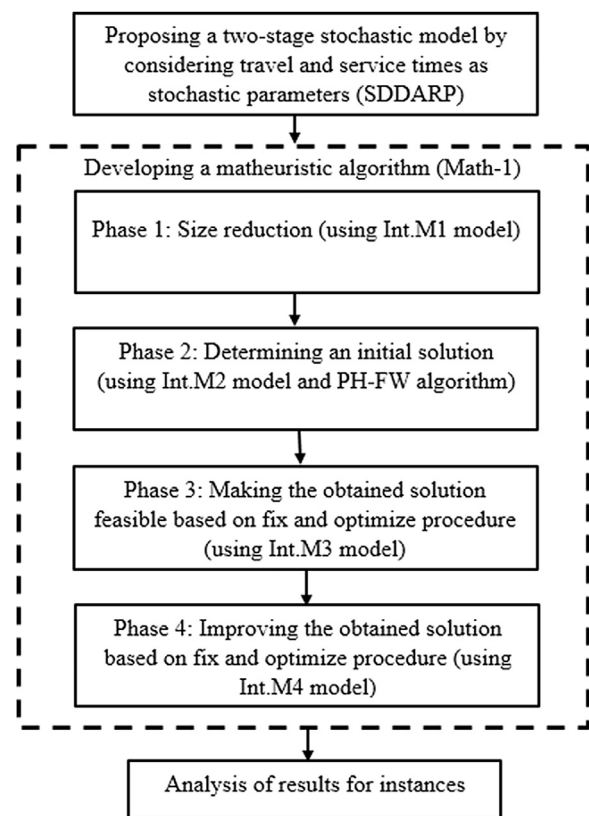 Proposing a two-stage stochastic model by
considering travel and service times as
stochastic parameters (SDDARP)
Developing a matheuristic algorithm (Math-1)
Phase 1: Size reduction (using Int.M1 model)
Phase 2: Determining an initial solution
(using Int.M2 model and PH-FW algorithm)
Phase 3: Making the obtained solution
feasible based on fix and optimize procedure
(using Int.M3 model)
Phase 4: Improving the obtained solution
based on fix and optimize procedure (using
Int.M4 model)
Analysis of results for instances